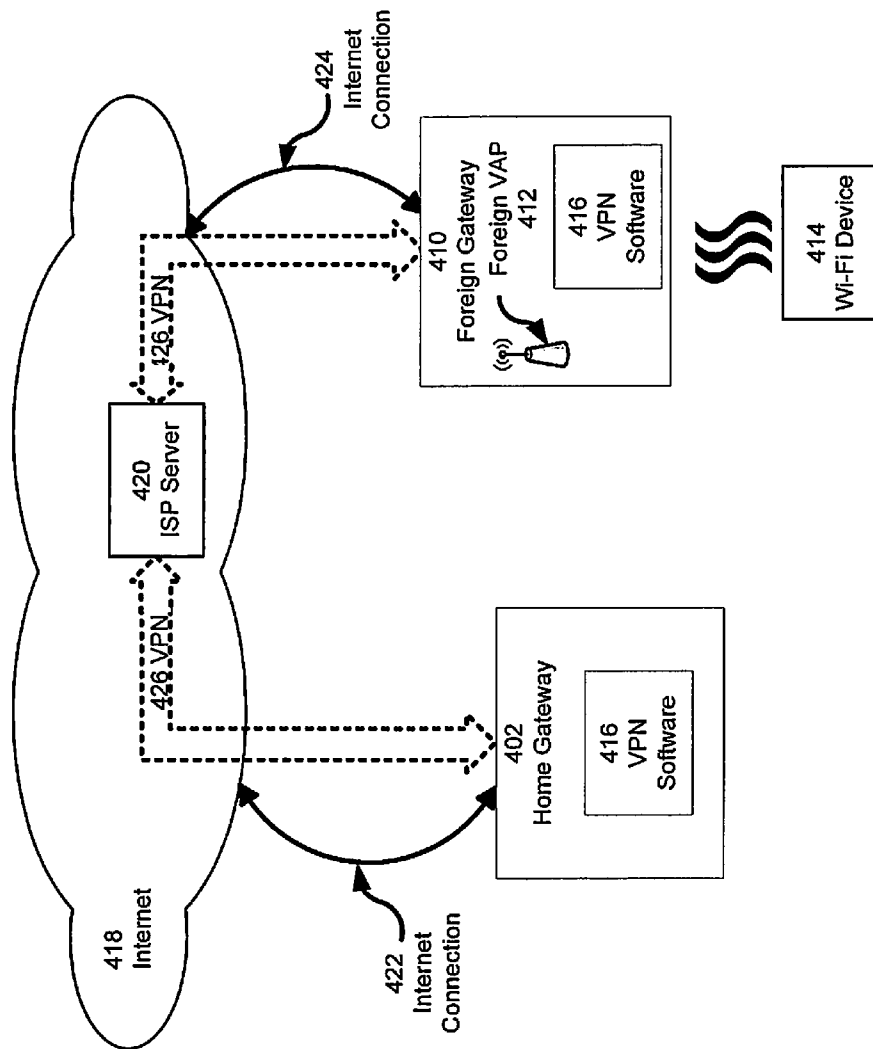 418
Internet
426 VPN
420
ISP Server
426 VPN
422
Internet
Connection
424
Internet
Connection
402
Home Gateway
416
VPN
Software
410
Foreign Gateway
Foreign VAP
412
416
VPN
Software
414
Wi-Fi Device